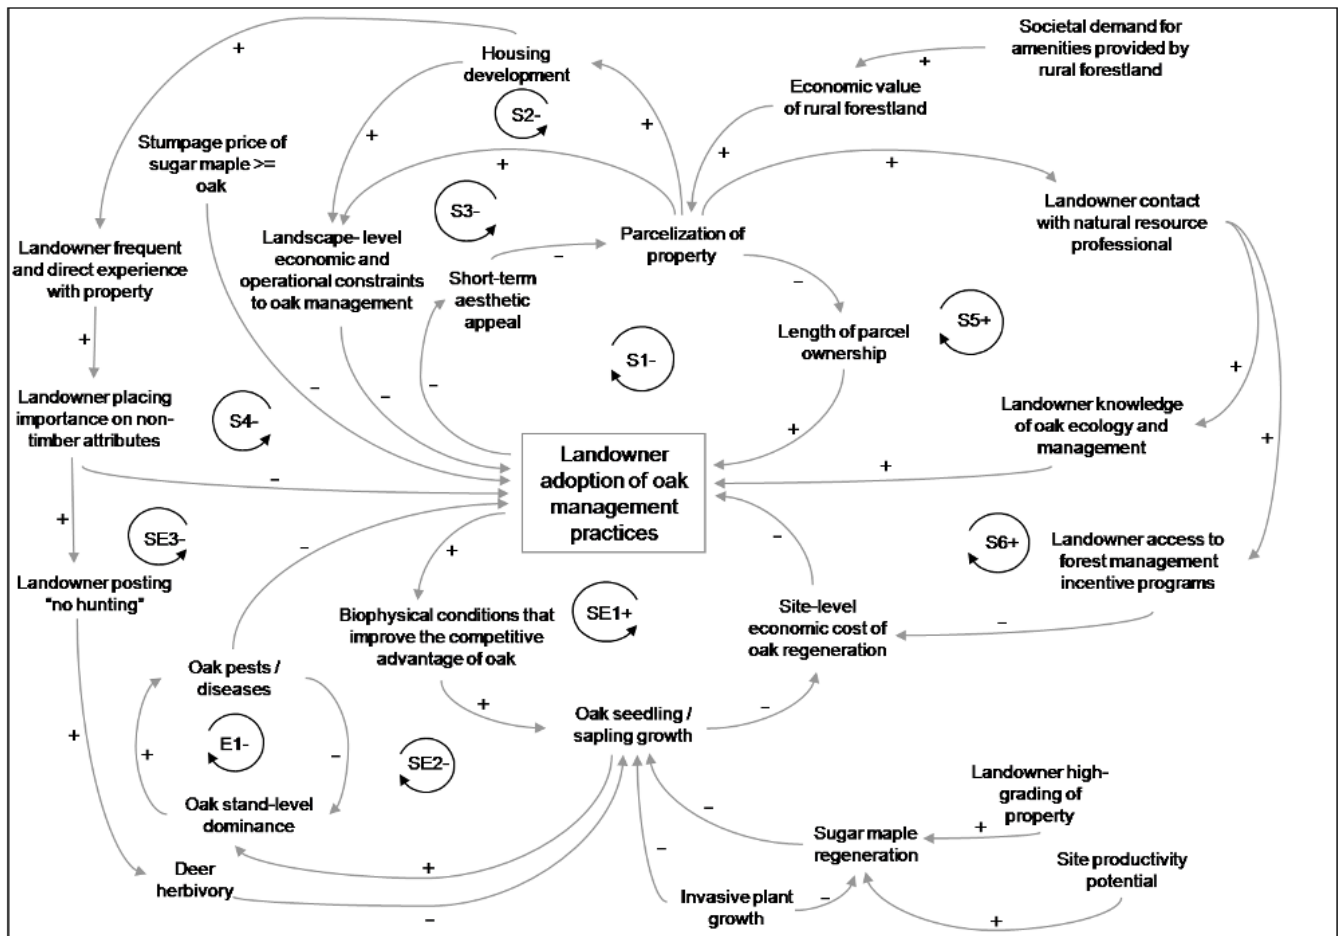 Societal demand for
amenities provided by
rural forestland
+
+
Housing
development
Economic value
of rural forestland
S2-
+
+
+
Stumpage price of
sugar maple >=
oak
+
+
S3-
Landowner contact
with natural resource
professional
Landowner frequent
and direct experience
with property
Landscape- level
economic and
operational constraints
to oak management
Parcelization of
property
–
Short-term
aesthetic
appeal
–
S5+
Length of parcel
ownership
+
S1-
+
–
–
–
Landowner placing
importance on non-
timber attributes
S4-
Landowner knowledge
of oak ecology and
management
+
+
Landowner
adoption of oak
management
practices
+
–
+
SE3-
–
+
–
S6+
Landowner access to
forest management
incentive programs
Landowner posting
"no hunting"
Biophysical conditions that
improve the competitive
advantage of oak
SE1+
Site-level
economic cost of
oak regeneration
–
Oak pests /
diseases
+
–
Oak seedling /
sapling growth
+
+
E1-
–
SE2-
Landowner high-
grading of
property
Oak stand-level
dominance
–
+
Sugar maple
regeneration
–
Site productivity
potential
Deer
herbivory
+
–
Invasive plant
growth
–
+